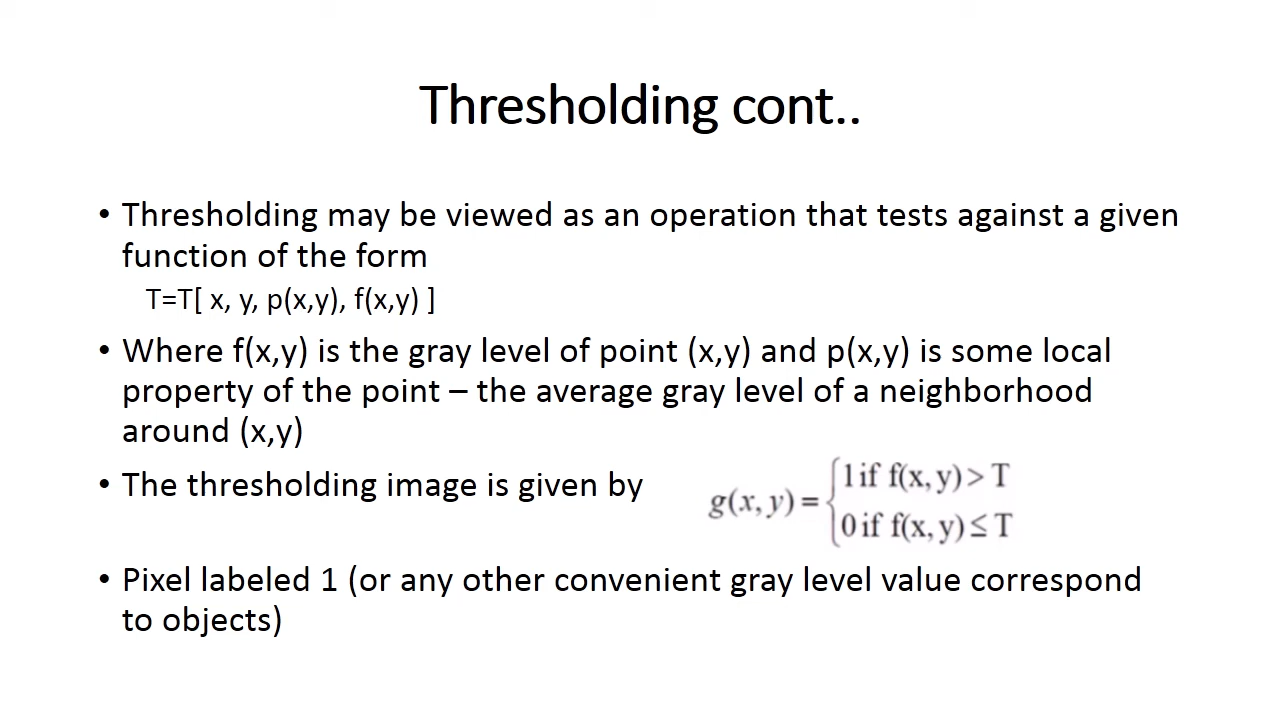 Thresholding cont..
• Thresholding may be viewed as an operation that tests against a given
function of the form
T=T[ x, y, p(x,y), f(x,y) ]
• Where f(x,y) is the gray level of point (x,y) and p(x,y) is some local
property of the point – the average gray level of a neighborhood
around (x,y)
• The thresholding image is given by
g(x, y) = {1 if f(x, y) > T
0 if f(x, y) ≤ T
• Pixel labeled 1 (or any other convenient gray level value correspond
to objects)